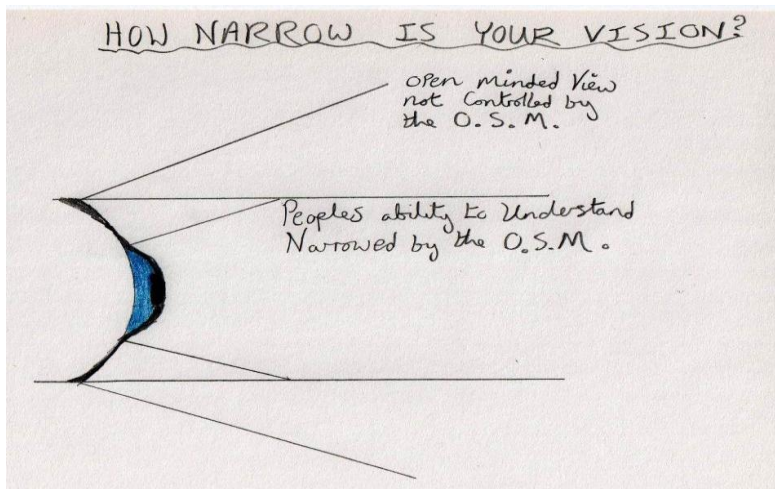 HOW NARROW IS YOUR VISION?
open minded View
not Controlled by
the O.S.M.
Peoples ability to Understand
Narrowed by the O.S.M.